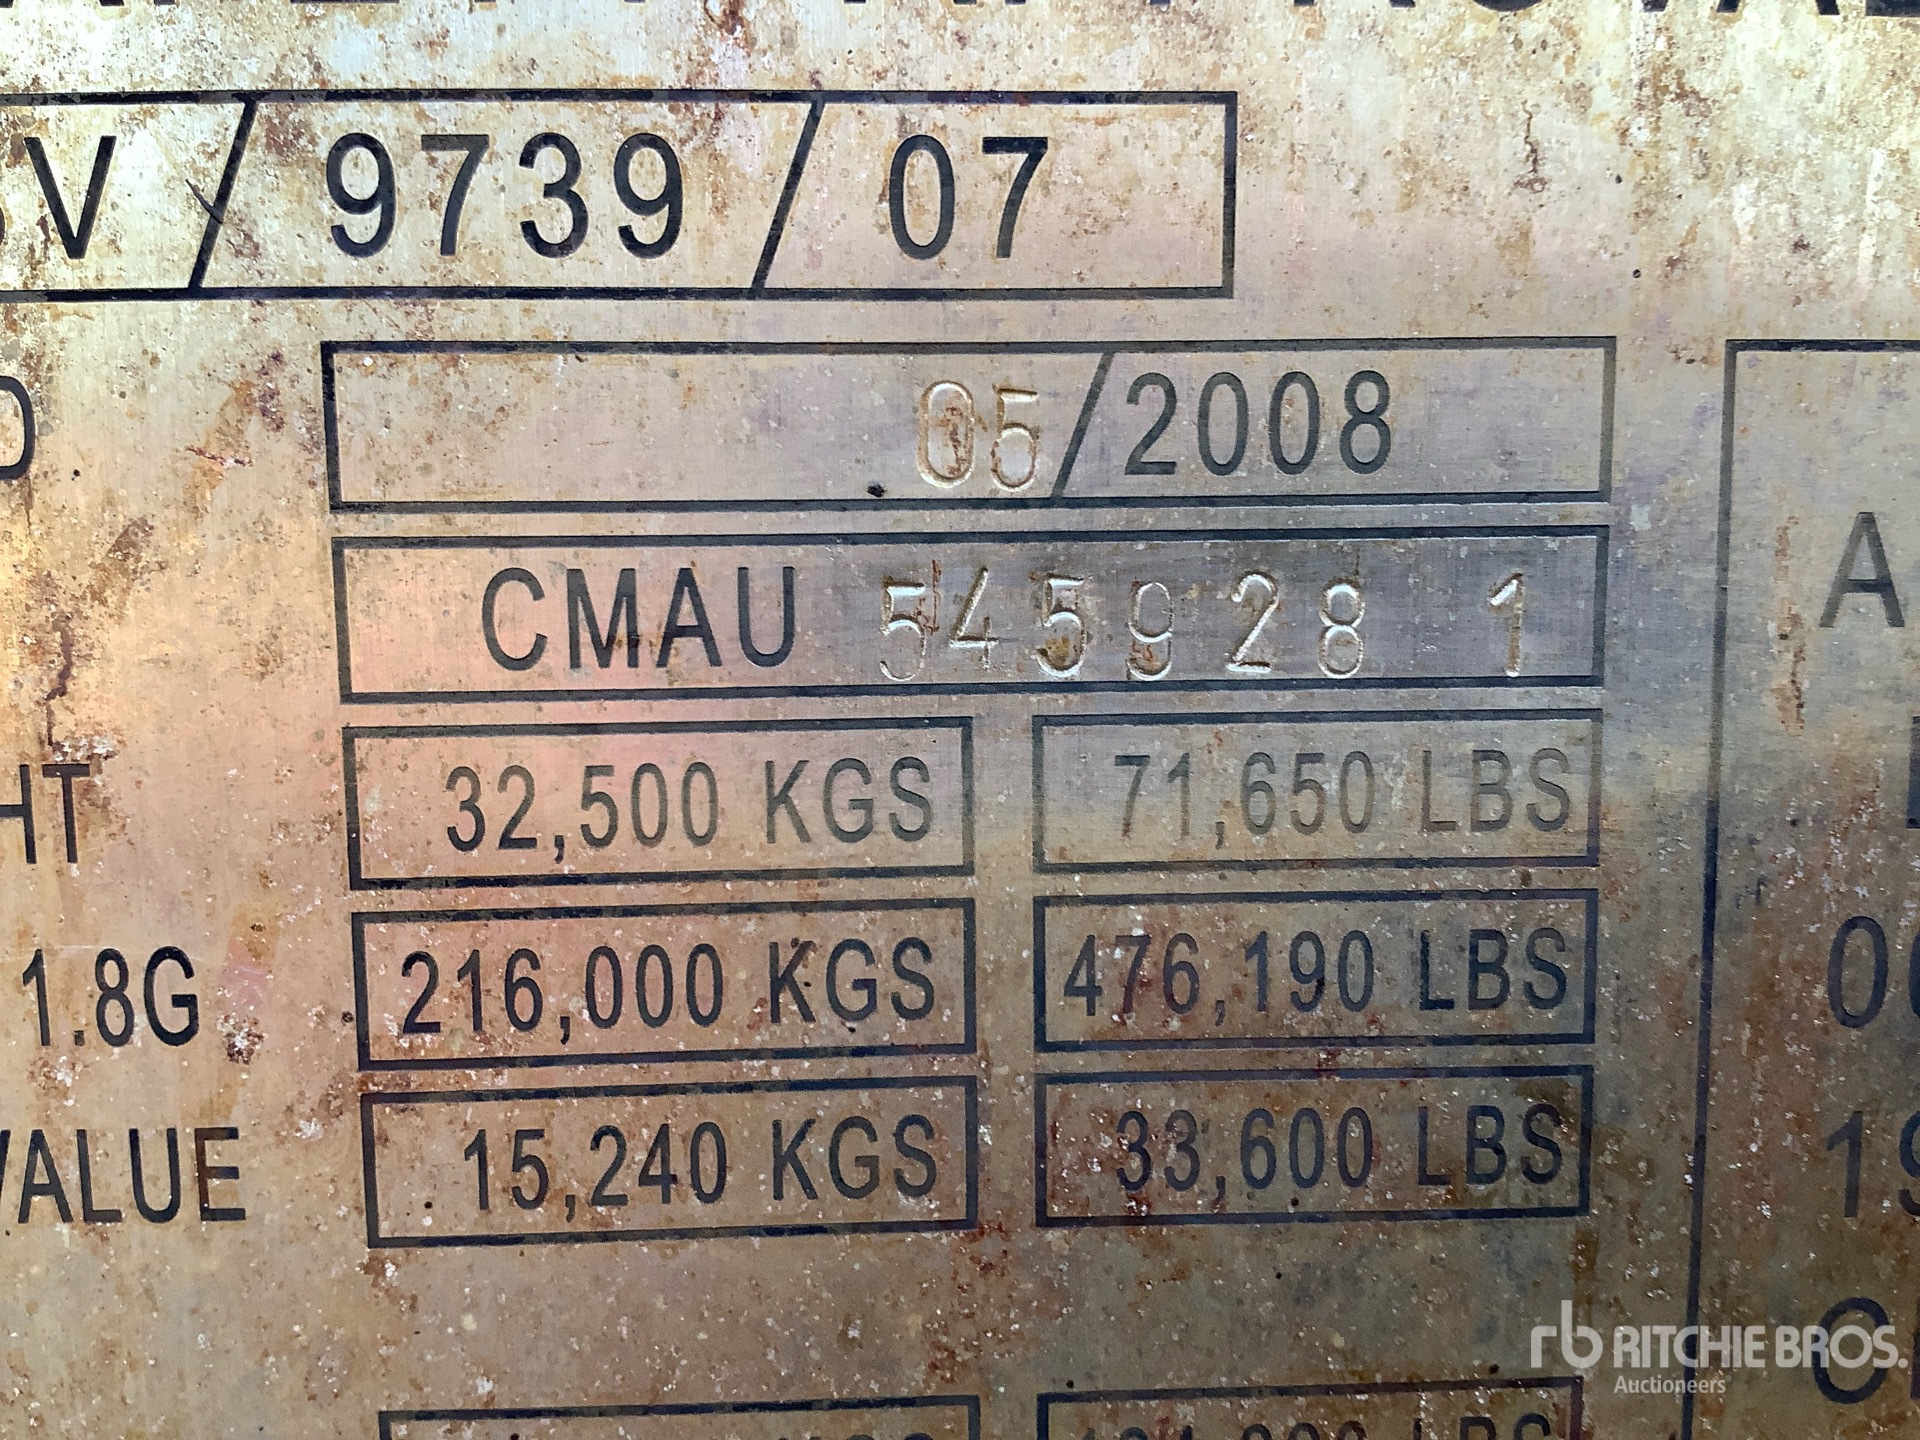 V / 9739 / 07
05/2008
CMAU 545928 1
A
HT 32,500 KGS 71,650 LBS
1.8G 216,000 KGS 476,190 LBS
VALUE 15,240 KGS 33,600 LBS
rb RITCHIE BROS.
Auctioneers